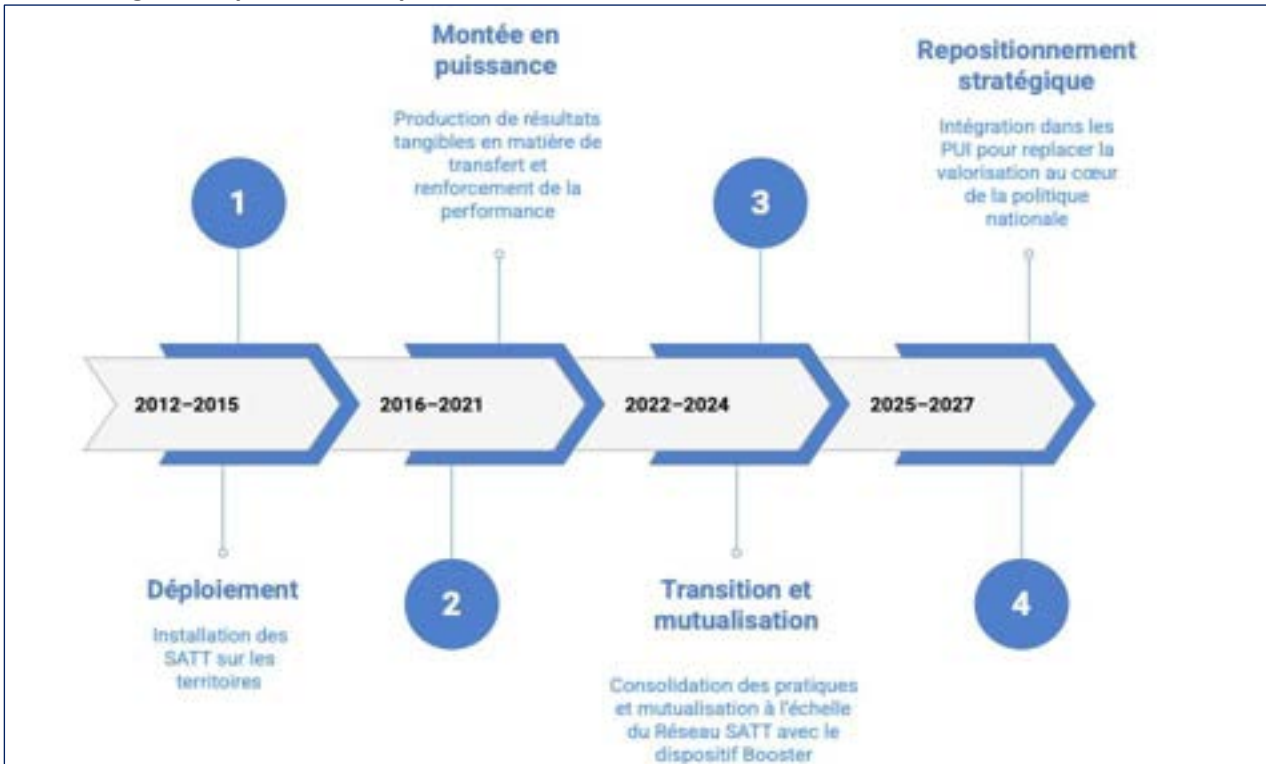 Montée en
puissance
Production de résultats
tangibles en matière de
transfert et
renforcement de la
performance
Repositionnement
stratégique
Intégration dans les
PUI pour replacer la
valorisation au cœur
de la politique
nationale
1
3
2012–2015
2016–2021
2022–2024
2025–2027
Déploiement
Installation des
SATT sur les
territoires
2
Transition et
mutualisation
Consolidation des pratiques
et mutualisation à l'échelle
du Réseau SATT avec le
dispositif Booster
4